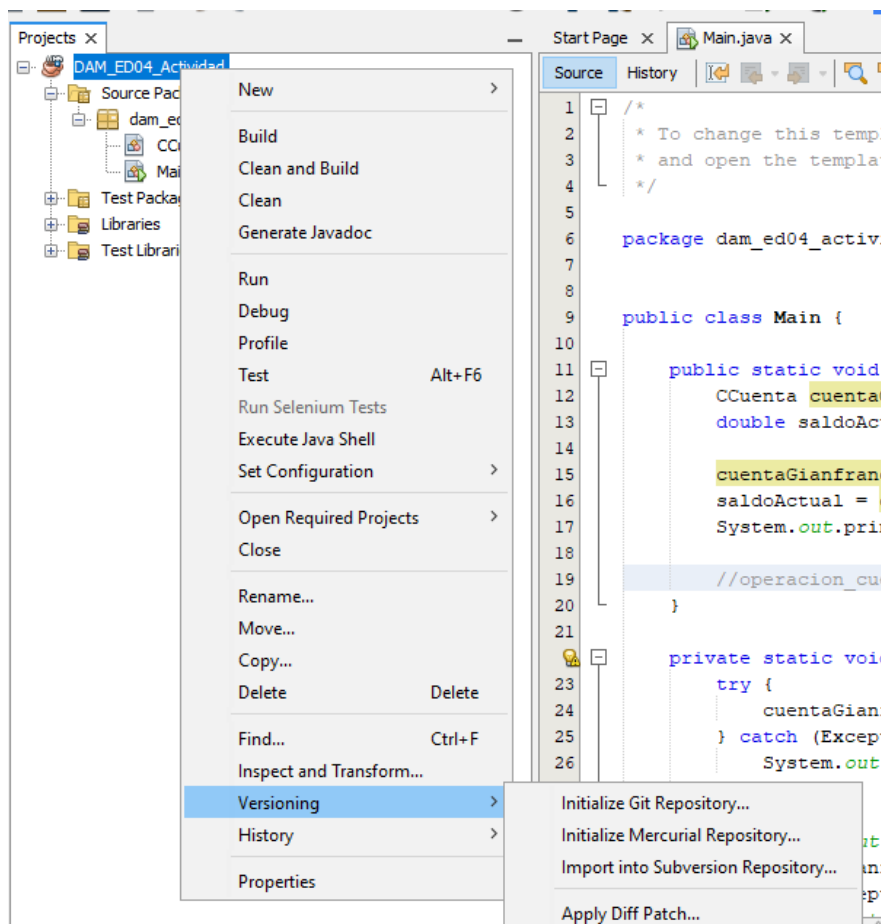 Projects
DAM_ED04_Actividad
Source Pac
dam_ed
CCu
Mai
Test Packa
Libraries
Test Librari
New
Build
Clean and Build
Clean
Generate Javadoc
Run
Debug
Profile
Test Alt+F6
Run Selenium Tests
Execute Java Shell
Set Configuration
Open Required Projects
Close
Rename...
Move...
Copy...
Delete Delete
Find... Ctrl+F
Inspect and Transform...
Versioning
History
Properties
Initialize Git Repository...
Initialize Mercurial Repository...
Import into Subversion Repository...
Apply Diff Patch...
Start Page Main.java
Source History
1 /*
2 * To change this temp
3 * and open the templa
4 */
5
6 package dam_ed04_activ
7
8
9 public class Main {
10
11 public static void
12 CCuenta cuenta
13 double saldoAc
14
15 cuentaGianfran
16 saldoActual =
17 System.out.pri
18
19 //operacion_cu
20 }
21
private static voi
23 try {
24 cuentaGian
25 } catch (Excep
26 System.out